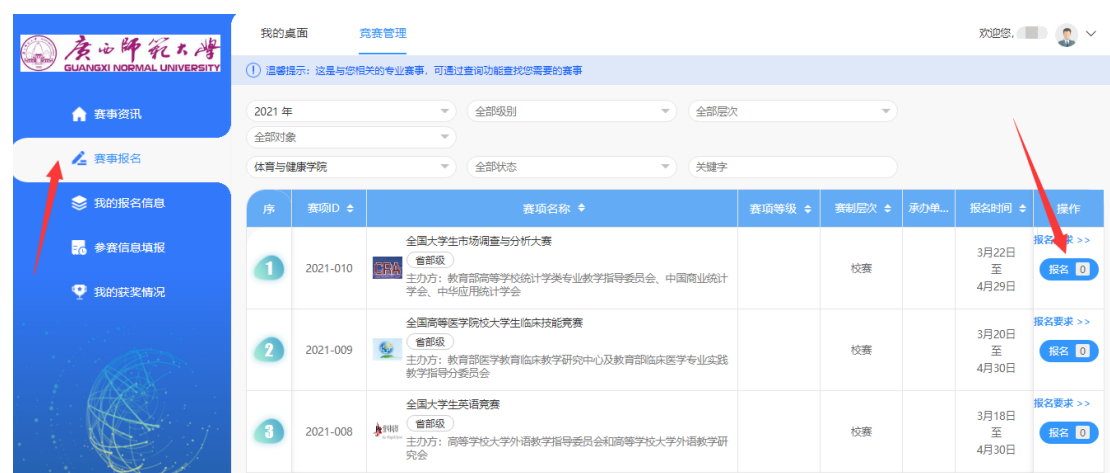 广西师范大学
GUANGXI NORMAL UNIVERSITY
我的桌面
竞赛管理
欢迎您,
温馨提示：这是与您相关的专业赛事，可通过查询功能查找您需要的赛事
赛事资讯
赛事报名
我的报名信息
参赛信息填报
我的获奖情况
2021 年
全部级别
全部层次
全部对象
体育与健康学院
全部状态
关键字
序
赛项ID
赛项名称
赛项等级
赛制层次
承办单...
报名时间
操作
1
2021-010
CRA
全国大学生市场调查与分析大赛
省部级
主办方：教育部高等学校统计学类专业教学指导委员会、中国商业统计
学会、中华应用统计学会
校赛
3月22日
至
4月29日
报名要求 >>
报名 0
2
2021-009
全国高等医学院校大学生临床技能竞赛
省部级
主办方：教育部医学教育临床教学研究中心及教育部临床医学专业实践
教学指导分委员会
校赛
3月20日
至
4月30日
报名要求 >>
报名 0
3
2021-008
全国大学生英语竞赛
省部级
主办方：高等学校大学外语教学指导委员会和高等学校大学外语教学研
究会
校赛
3月18日
至
4月30日
报名要求 >>
报名 0